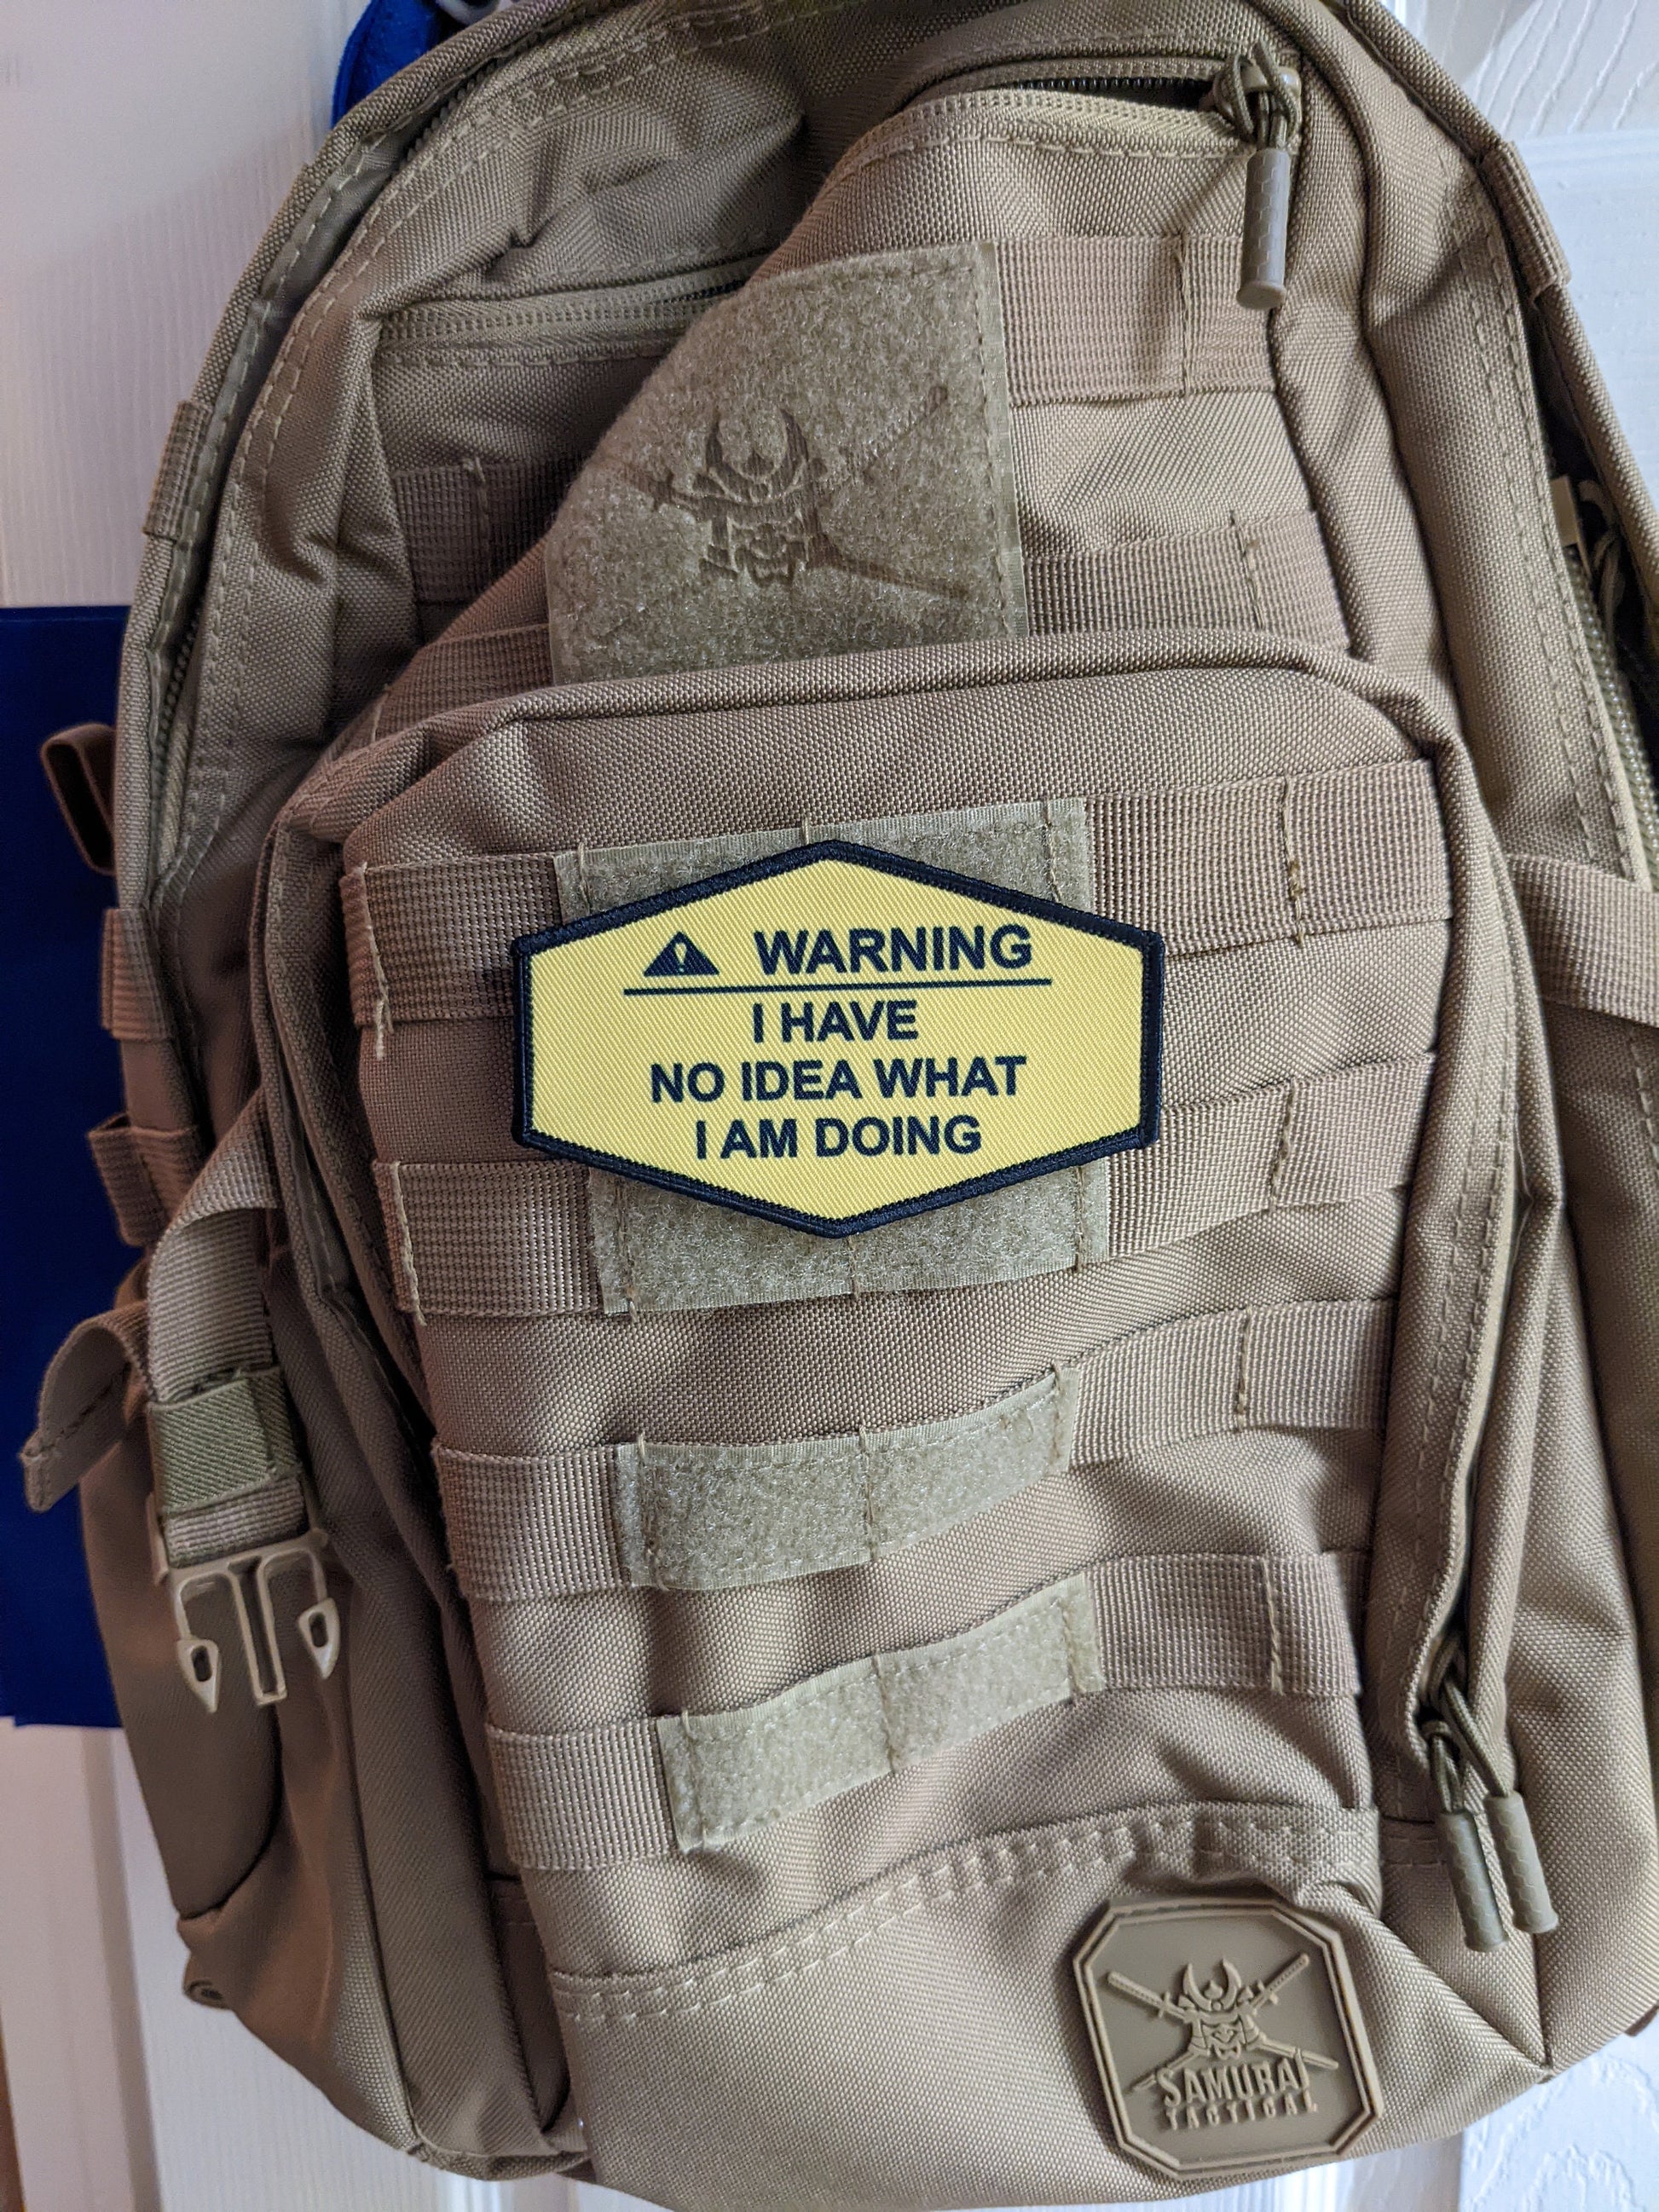 WARNING
I HAVE
NO IDEA WHAT
I AM DOING
SAMURAI
TACTICAL